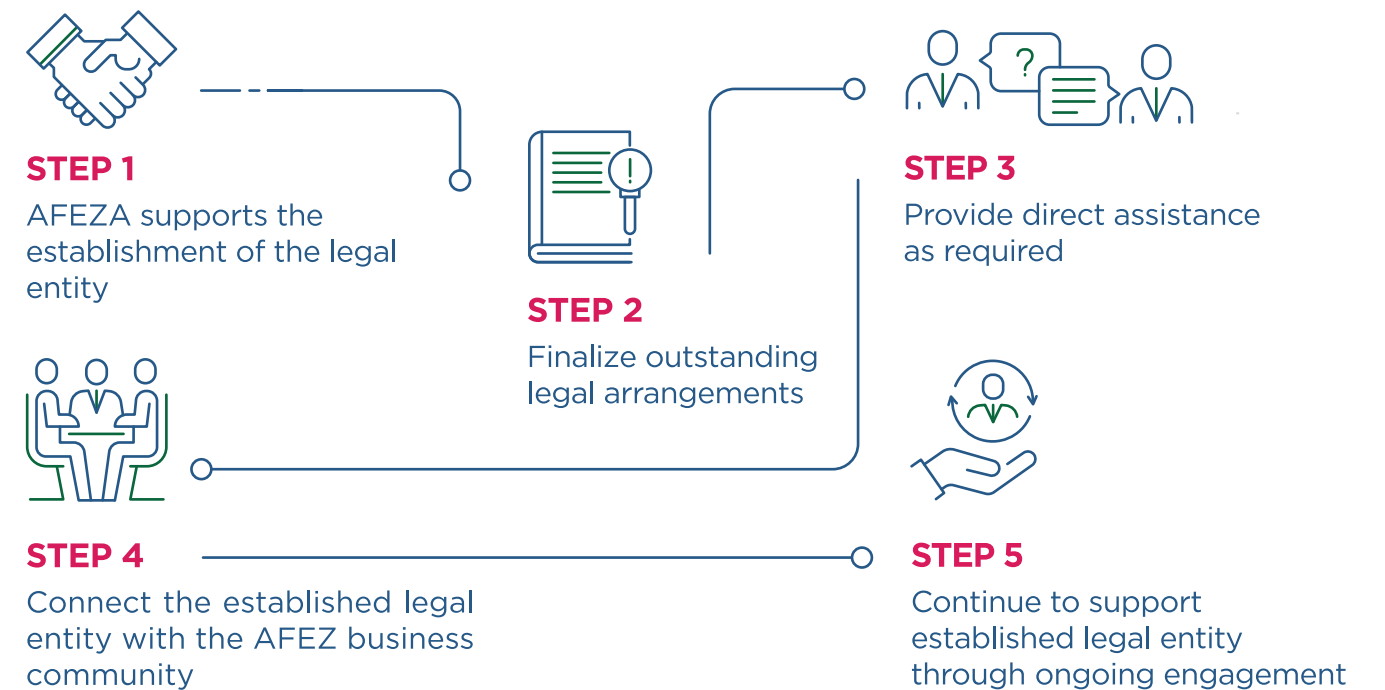 STEP 1
AFEZA supports the
establishment of the legal
entity
STEP 2
Finalize outstanding
legal arrangements
?
STEP 3
Provide direct assistance
as required
STEP 4
Connect the established legal
entity with the AFEZ business
community
STEP 5
Continue to support
established legal entity
through ongoing engagement